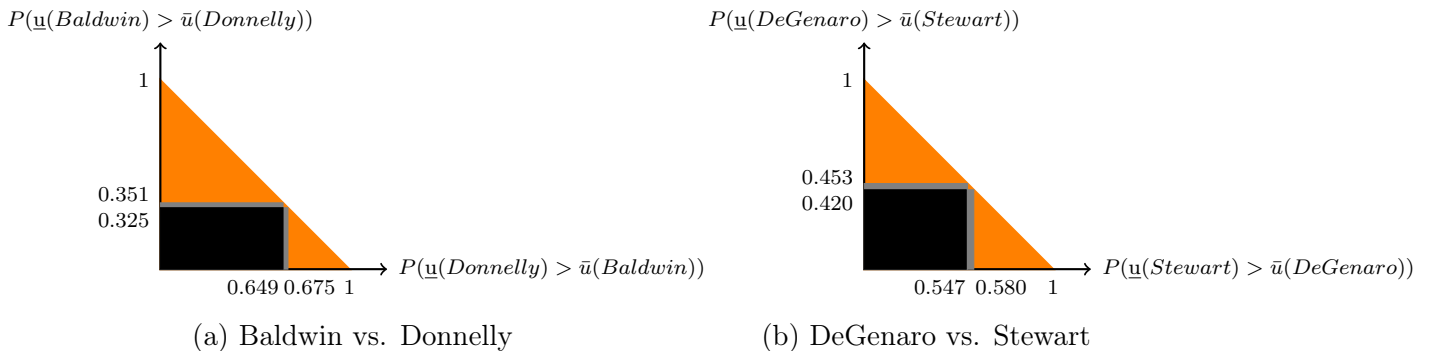 P(u̲(Baldwin) > ū(Donnelly))
1
0.351
0.325
0.649 0.675 1
P(u̲(Donnelly) > ū(Baldwin))
(a) Baldwin vs. Donnelly
P(u̲(DeGenaro) > ū(Stewart))
1
0.453
0.420
0.547 0.580 1
P(u̲(Stewart) > ū(DeGenaro))
(b) DeGenaro vs. Stewart